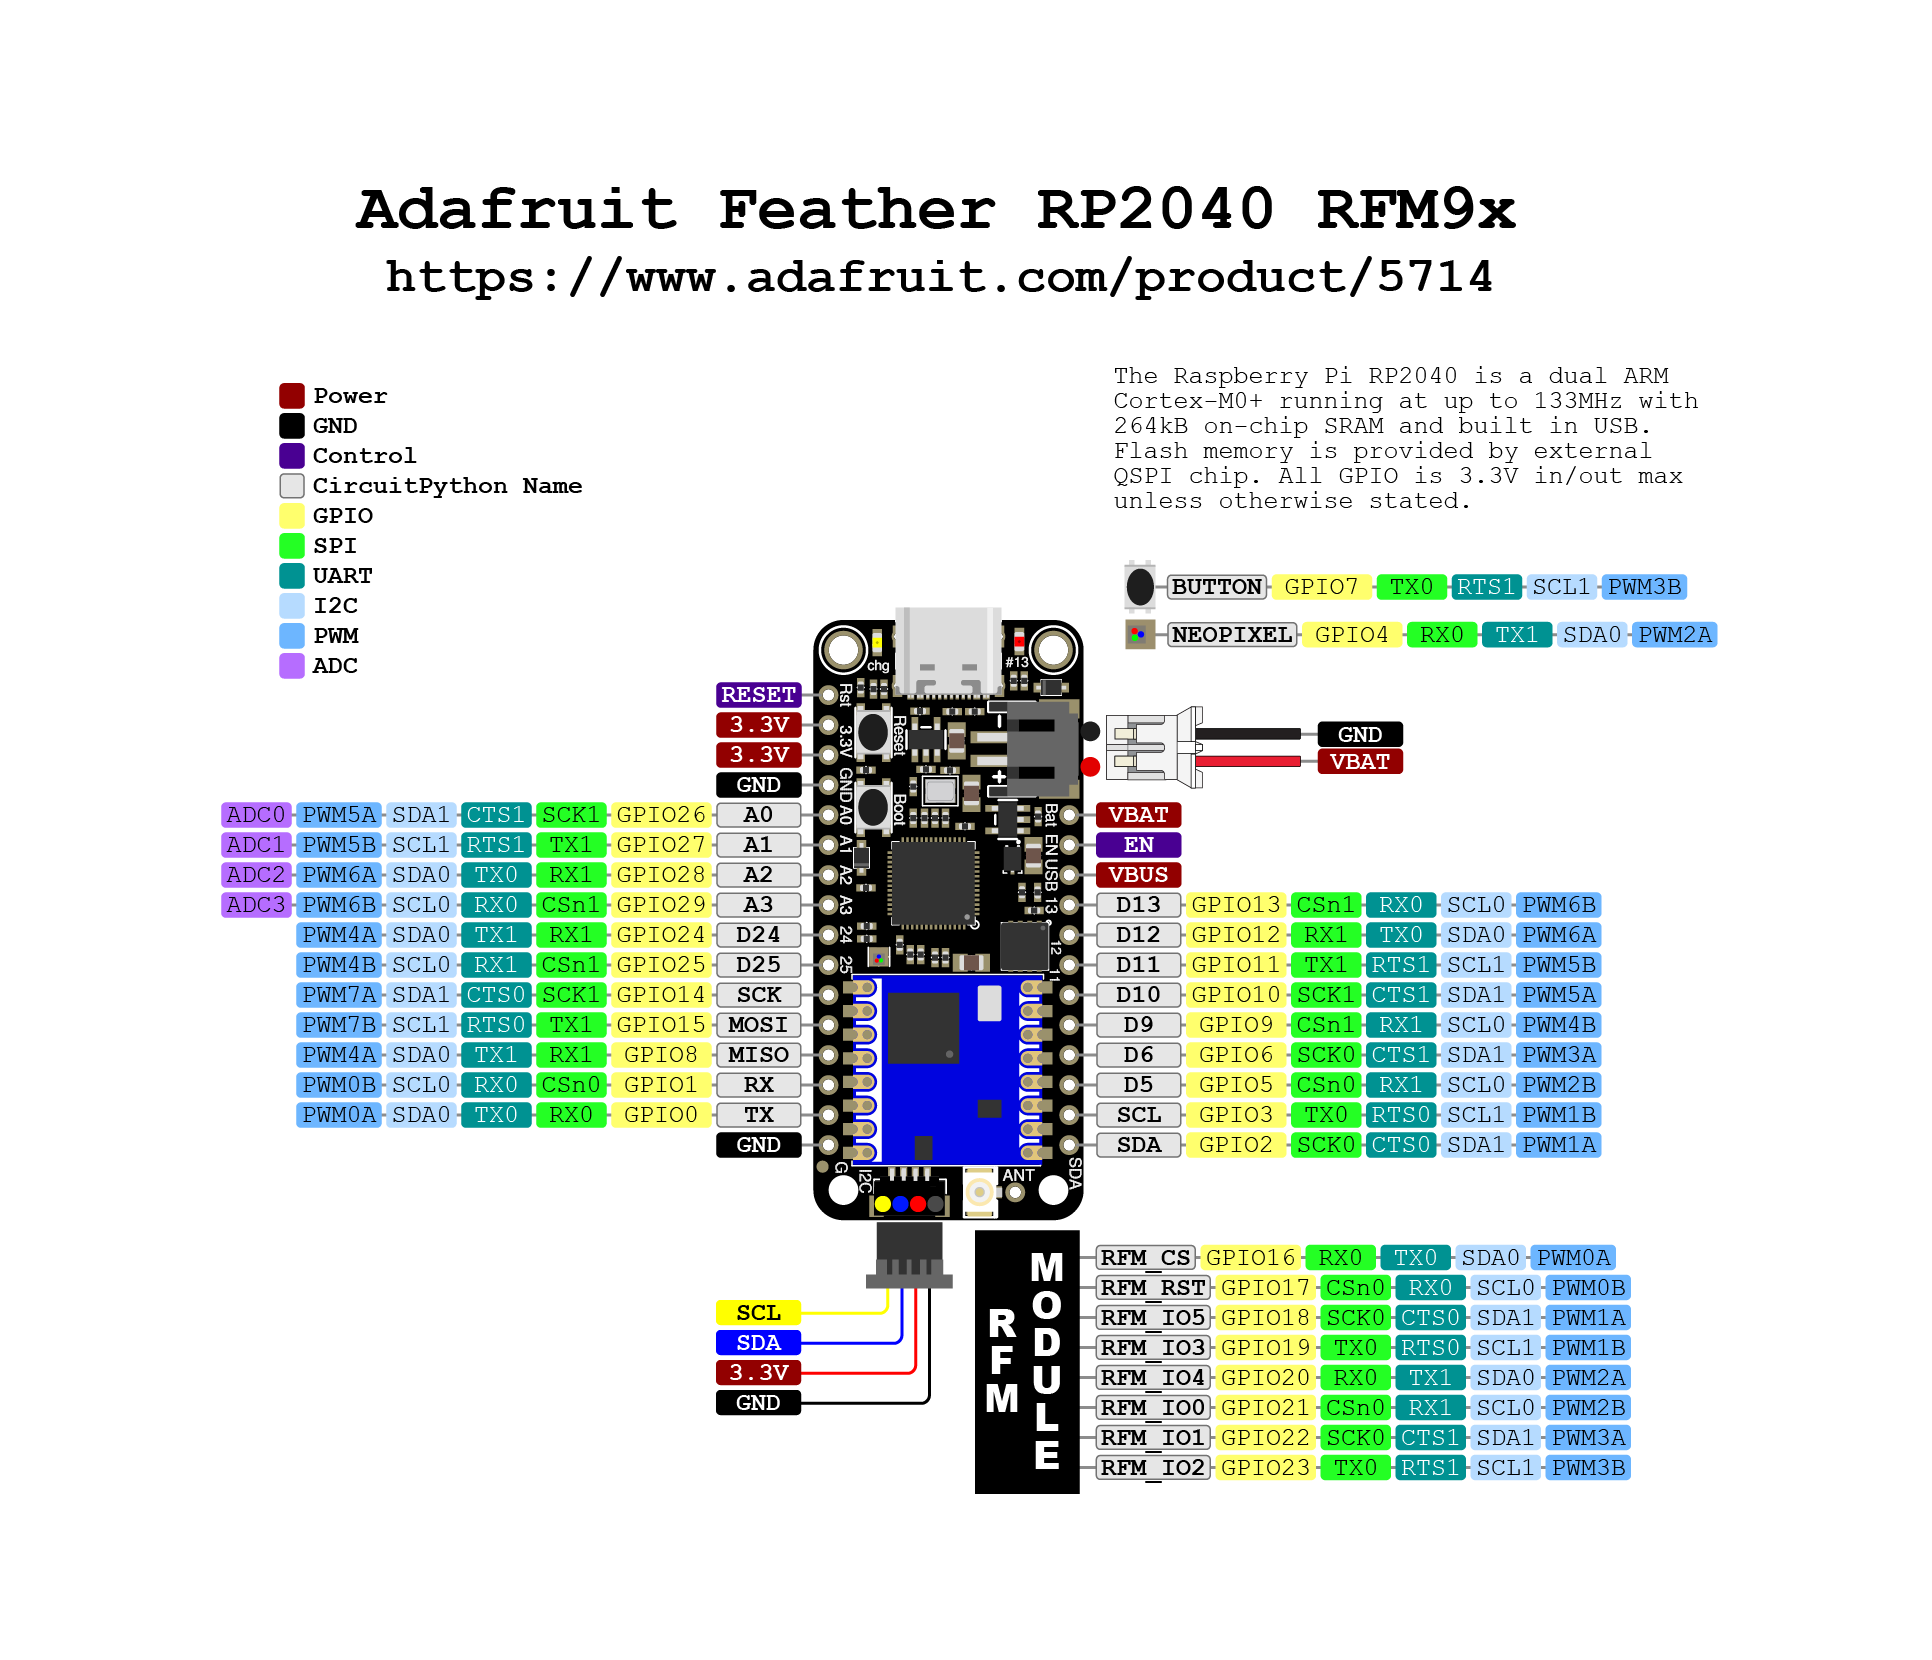 Adafruit Feather RP2040 RFM9x
https://www.adafruit.com/product/5714
Power
GND
Control
CircuitPython Name
GPIO
SPI
UART
I2C
PWM
ADC
The Raspberry Pi RP2040 is a dual ARM
Cortex-M0+ running at up to 133MHz with
264kB on-chip SRAM and built in USB.
Flash memory is provided by external
QSPI chip. All GPIO is 3.3V in/out max
unless otherwise stated.
BUTTON GPIO7 TX0 RTS1 SCL1 PWM3B
NEOPIXEL GPIO4 RX0 TX1 SDA0 PWM2A
GND
VBAT
RESET
3.3V
3.3V
GND
ADC0 PWM5A SDA1 CTS1 SCK1 GPIO26 A0
ADC1 PWM5B SCL1 RTS1 TX1 GPIO27 A1
ADC2 PWM6A SDA0 TX0 RX1 GPIO28 A2
ADC3 PWM6B SCL0 RX0 CSn1 GPIO29 A3
PWM4A SDA0 TX1 RX1 GPIO24 D24
PWM4B SCL0 RX1 CSn1 GPIO25 D25
PWM7A SDA1 CTS0 SCK1 GPIO14 SCK
PWM7B SCL1 RTS0 TX1 GPIO15 MOSI
PWM4A SDA0 TX1 RX1 GPIO8 MISO
PWM0B SCL0 RX0 CSn0 GPIO1 RX
PWM0A SDA0 TX0 RX0 GPIO0 TX
GND
chg
#13
Rst
3.3V
GND
A0
A1
A2
A3
24
25
G
Reset
Boot
−
+
Bat
EN
USB
13
12
11
SDA
I2C
ANT
VBAT
EN
VBUS
D13 GPIO13 CSn1 RX0 SCL0 PWM6B
D12 GPIO12 RX1 TX0 SDA0 PWM6A
D11 GPIO11 TX1 RTS1 SCL1 PWM5B
D10 GPIO10 SCK1 CTS1 SDA1 PWM5A
D9 GPIO9 CSn1 RX1 SCL0 PWM4B
D6 GPIO6 SCK0 CTS1 SDA1 PWM3A
D5 GPIO5 CSn0 RX1 SCL0 PWM2B
SCL GPIO3 TX0 RTS0 SCL1 PWM1B
SDA GPIO2 SCK0 CTS0 SDA1 PWM1A
SCL
SDA
3.3V
GND
RFM
MODULE
RFM_CS GPIO16 RX0 TX0 SDA0 PWM0A
RFM_RST GPIO17 CSn0 RX0 SCL0 PWM0B
RFM_IO5 GPIO18 SCK0 CTS0 SDA1 PWM1A
RFM_IO3 GPIO19 TX0 RTS0 SCL1 PWM1B
RFM_IO4 GPIO20 RX0 TX1 SDA0 PWM2A
RFM_IO0 GPIO21 CSn0 RX1 SCL0 PWM2B
RFM_IO1 GPIO22 SCK0 CTS1 SDA1 PWM3A
RFM_IO2 GPIO23 TX0 RTS1 SCL1 PWM3B